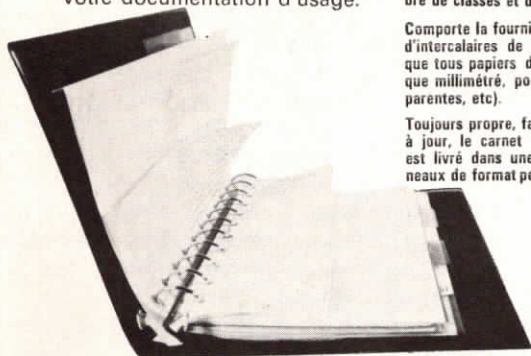 votre documentation d'usage.
bre de classes et d
Comporte la fourni
d'intercalaires de
que tous papiers d
que millimétré, po
parentes, etc).
Toujours propre, fa
à jour, le carnet
est livré dans une
neaux de format pe